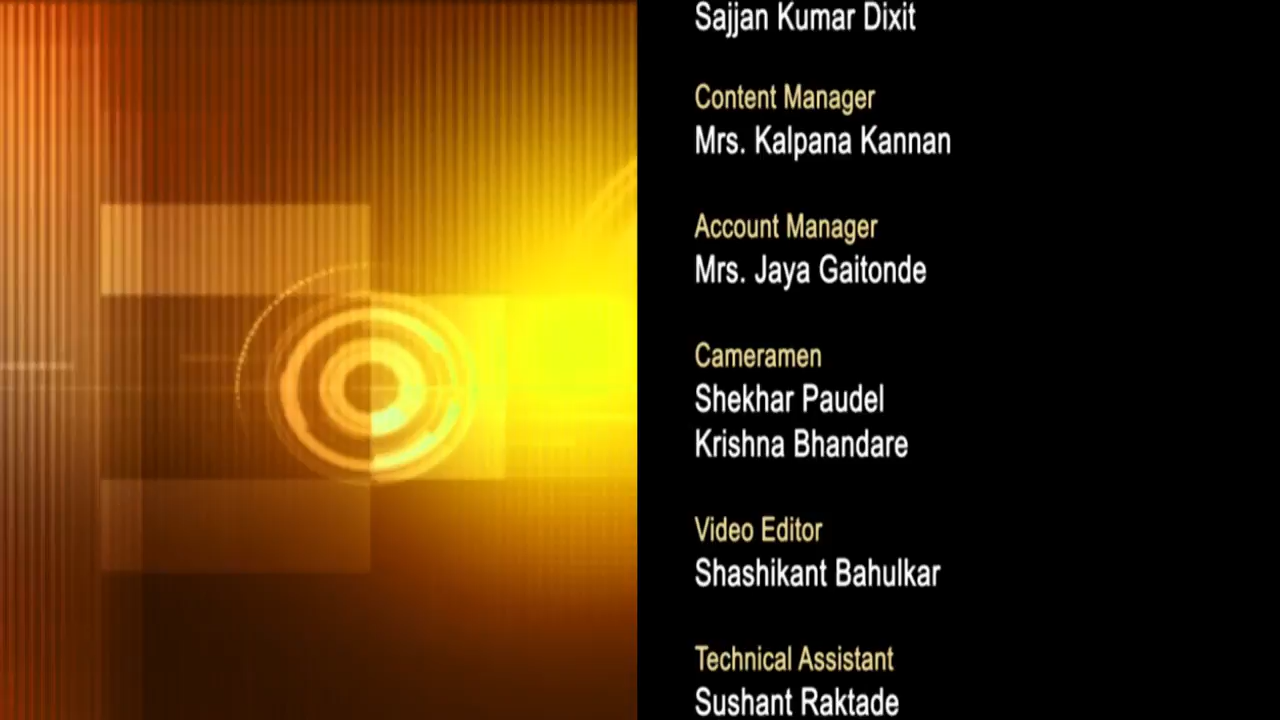 Sajjan Kumar Dixit
Content Manager
Mrs. Kalpana Kannan
Account Manager
Mrs. Jaya Gaitonde
Cameramen
Shekhar Paudel
Krishna Bhandare
Video Editor
Shashikant Bahulkar
Technical Assistant
Sushant Raktade